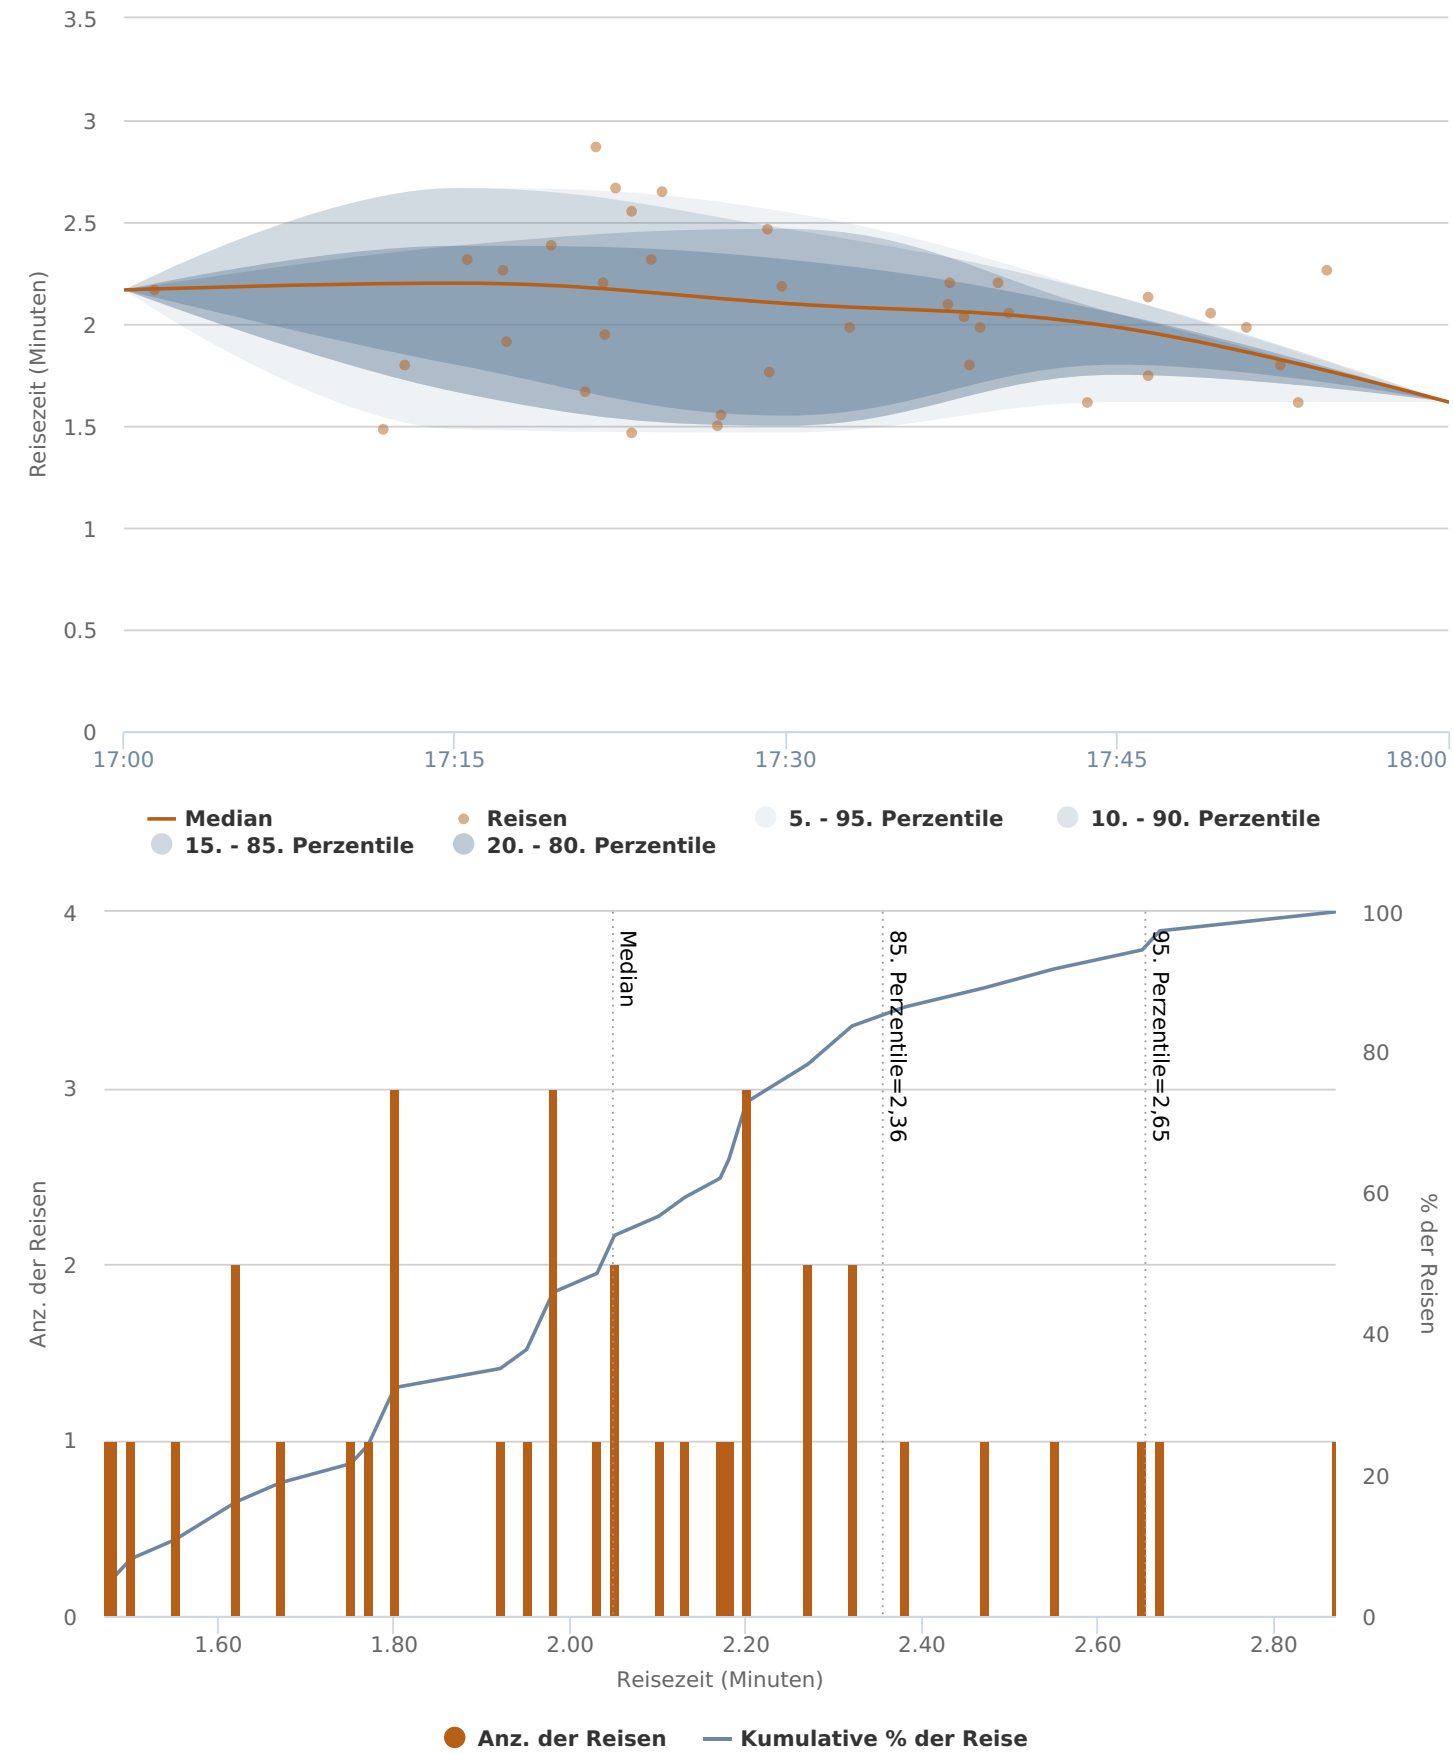 3.5
3
2.5
2
1.5
1
0.5
0
Reisezeit (Minuten)
17:00 17:15 17:30 17:45 18:00
Median Reisen 5. - 95. Perzentile 10. - 90. Perzentile
15. - 85. Perzentile 20. - 80. Perzentile
4
3
2
1
0
Anz. der Reisen
Median
85. Perzentile=2,36
95. Perzentile=2,65
100
80
60
40
20
0
% der Reisen
1.60 1.80 2.00 2.20 2.40 2.60 2.80
Reisezeit (Minuten)
Anz. der Reisen Kumulative % der Reise